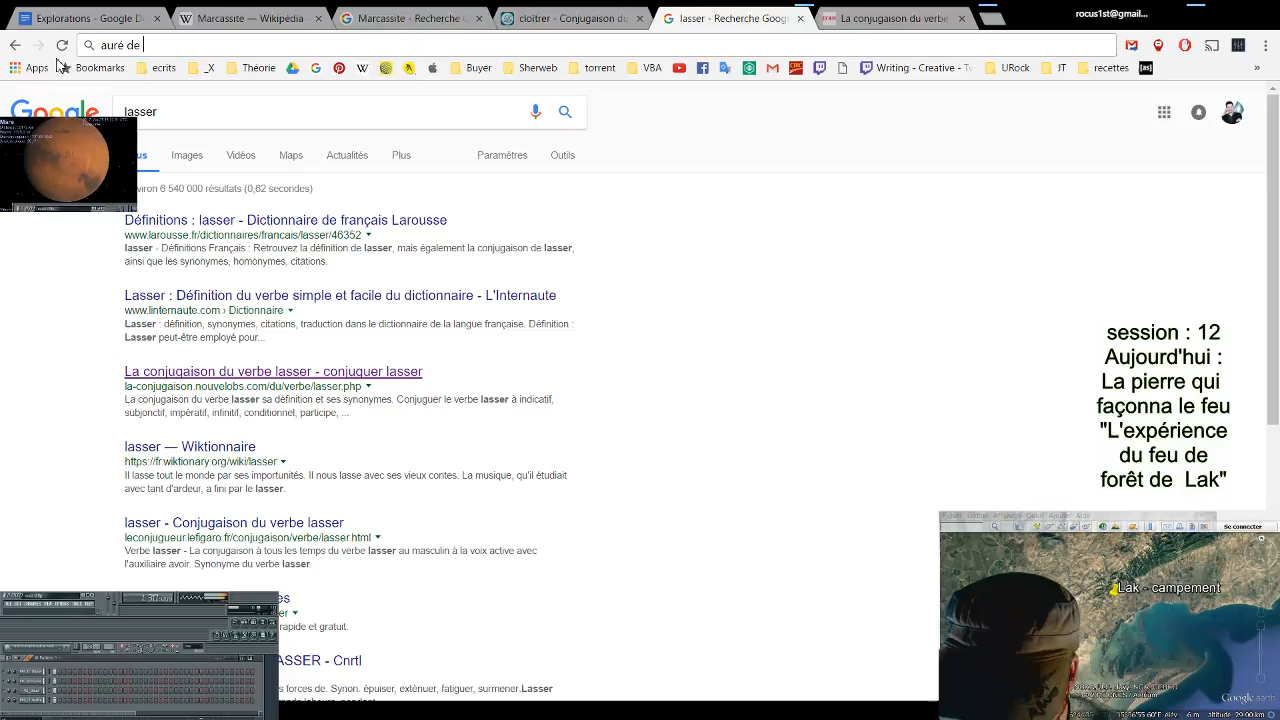 Explorations - Google D
Marcassite — Wikipédia
Marcassite - Recherche G
cloîtrer - Conjugaison du
lasser - Recherche Goog
La conjugaison du verbe
rocus1st@gmail...
auré de
Apps
Bookmarks
ecrits
_X
Théorie
Buyer
Sherweb
torrent
VBA
Writing - Creative - Tv
URock
JT
recettes
[as]
»
Google
lasser
Images
Vidéos
Maps
Actualités
Plus
Paramètres
Outils
nviron 6 540 000 résultats (0,62 secondes)
Définitions : lasser - Dictionnaire de français Larousse
www.larousse.fr/dictionnaires/francais/lasser/46352
lasser - Définitions Français : Retrouvez la définition de lasser, mais également la conjugaison de lasser,
ainsi que les synonymes, homonymes, citations.
Lasser : Définition du verbe simple et facile du dictionnaire - L'Internaute
www.linternaute.com › Dictionnaire
Lasser : définition, synonymes, citations, traduction dans le dictionnaire de la langue française. Définition :
Lasser peut-être employé pour...
La conjugaison du verbe lasser - conjuguer lasser
la-conjugaison.nouvelobs.com/du/verbe/lasser.php
La conjugaison du verbe lasser sa définition et ses synonymes. Conjuguer le verbe lasser à indicatif,
subjonctif, impératif, infinitif, conditionnel, participe, ...
lasser — Wiktionnaire
https://fr.wiktionary.org/wiki/lasser
Il lasse tout le monde par ses importunités. Il nous lasse avec ses vieux contes. La musique, qu'il étudiait
avec tant d'ardeur, a fini par le lasser.
lasser - Conjugaison du verbe lasser
leconjugueur.lefigaro.fr/conjugaison/verbe/lasser.html
Verbe lasser - La conjugaison à tous les temps du verbe lasser au masculin à la voix active avec
l'auxiliaire avoir. Synonyme du verbe lasser.
rapide et gratuit.
ASSER - Cnrtl
s forces de. Synon. épuiser, exténuer, fatiguer, surmener.Lasser
session : 12
Aujourd'hui :
La pierre qui
façonna le feu
"L'expérience
du feu de
forêt de Lak"
Se connecter
Lak - campement
Google earth